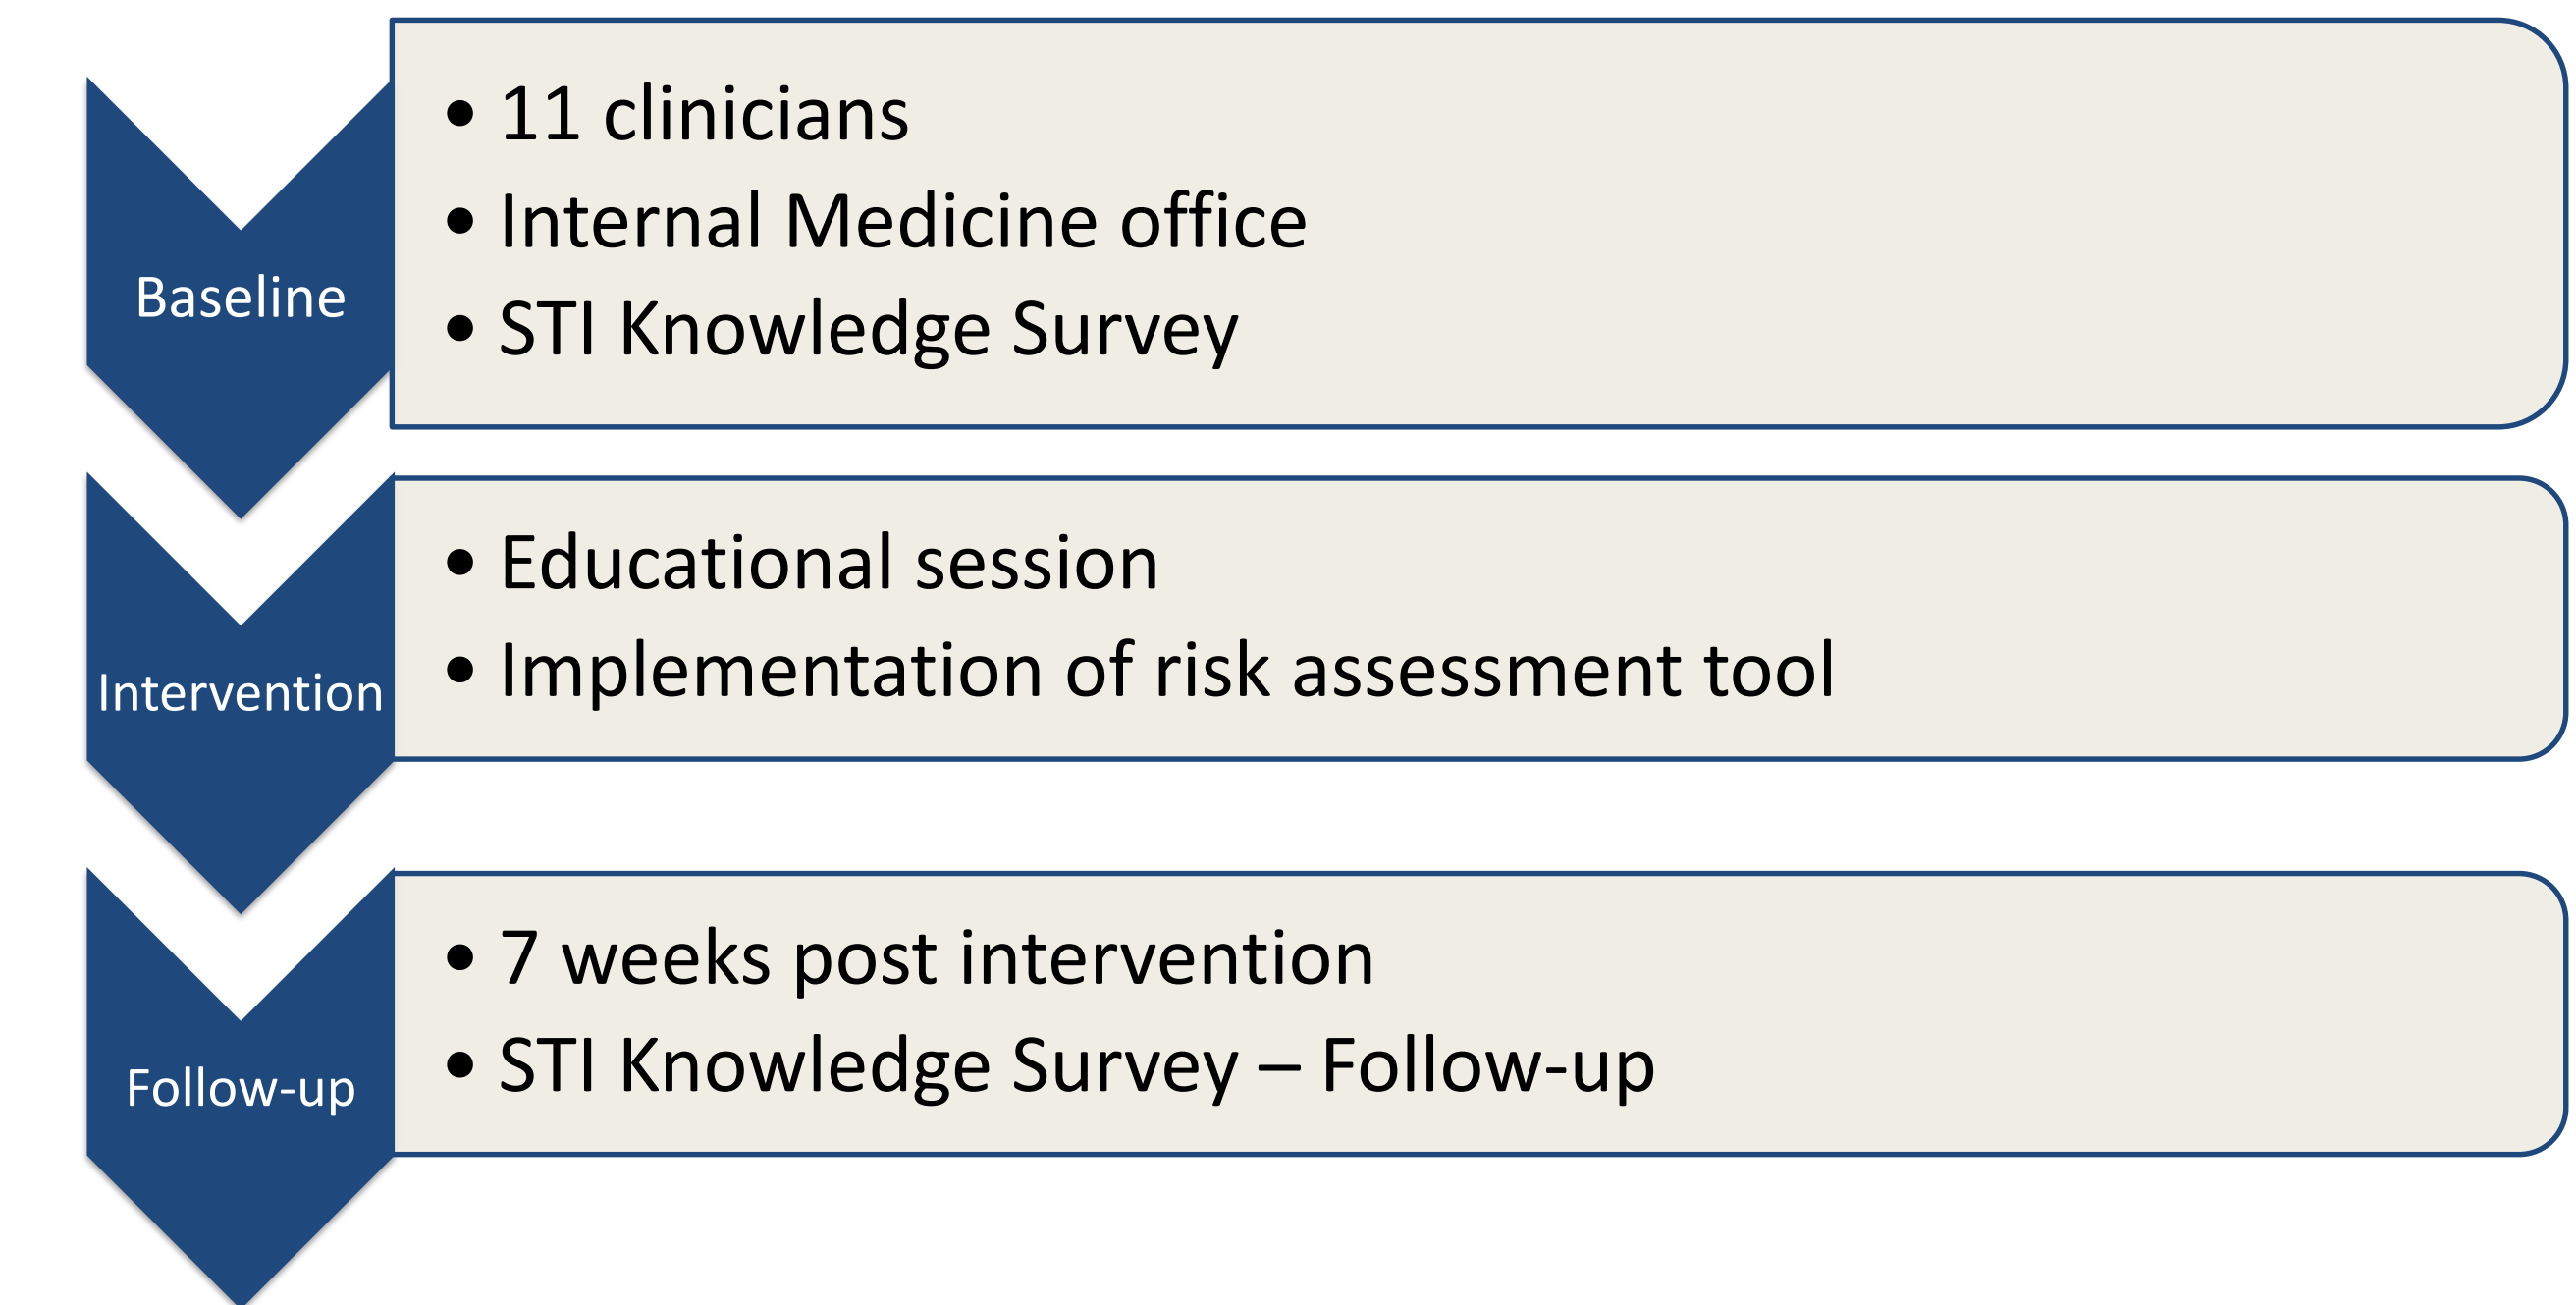 Baseline
• 11 clinicians
• Internal Medicine office
• STI Knowledge Survey
Intervention
• Educational session
• Implementation of risk assessment tool
Follow-up
• 7 weeks post intervention
• STI Knowledge Survey – Follow-up